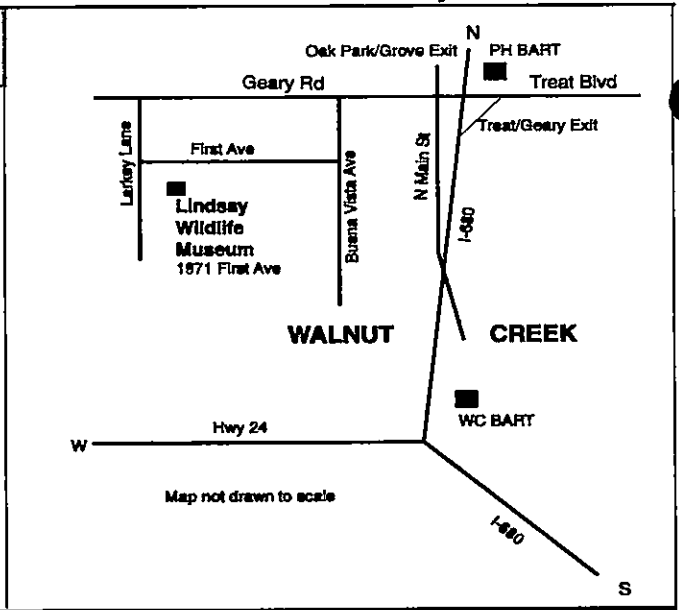 N
Oak Park/Grove Exit
PH BART
Geary Rd
Treat Blvd
Treat/Geary Exit
Larkey Lane
First Ave
Buena Vista Ave
N Main St
I-680
Lindsay
Wildlife
Museum
1871 First Ave
WALNUT CREEK
WC BART
Hwy 24
W
Map not drawn to scale
I-680
S